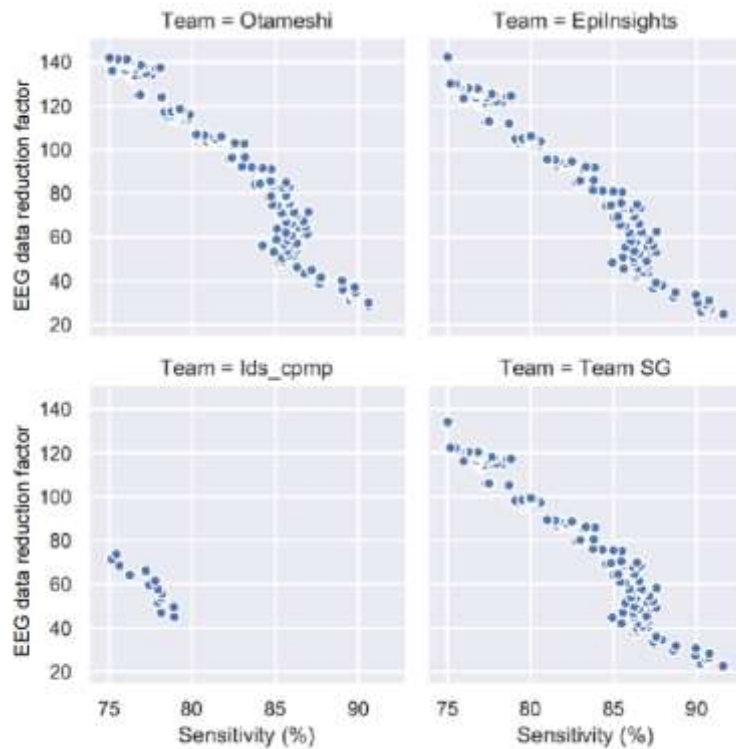 Team = Otameshi
Team = EpiInsights
EEG data reduction factor
140
120
100
80
60
40
20
Team = Ids_cpmp
Team = Team SG
EEG data reduction factor
140
120
100
80
60
40
20
75 80 85 90
Sensitivity (%)
75 80 85 90
Sensitivity (%)